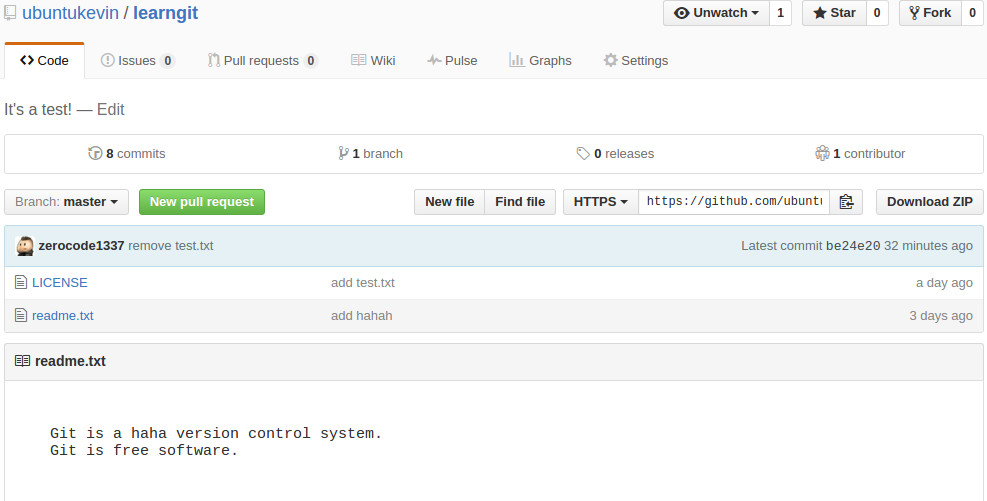 ubuntukevin / learngit Unwatch 1 Star 0 Fork 0
Code Issues 0 Pull requests 0 Wiki Pulse Graphs Settings
It's a test! — Edit
8 commits 1 branch 0 releases 1 contributor
Branch: master New pull request New file Find file HTTPS https://github.com/ubuntu Download ZIP
zerocode1337 remove test.txt Latest commit be24e20 32 minutes ago
LICENSE add test.txt a day ago
readme.txt add hahah 3 days ago
readme.txt
Git is a haha version control system.
Git is free software.